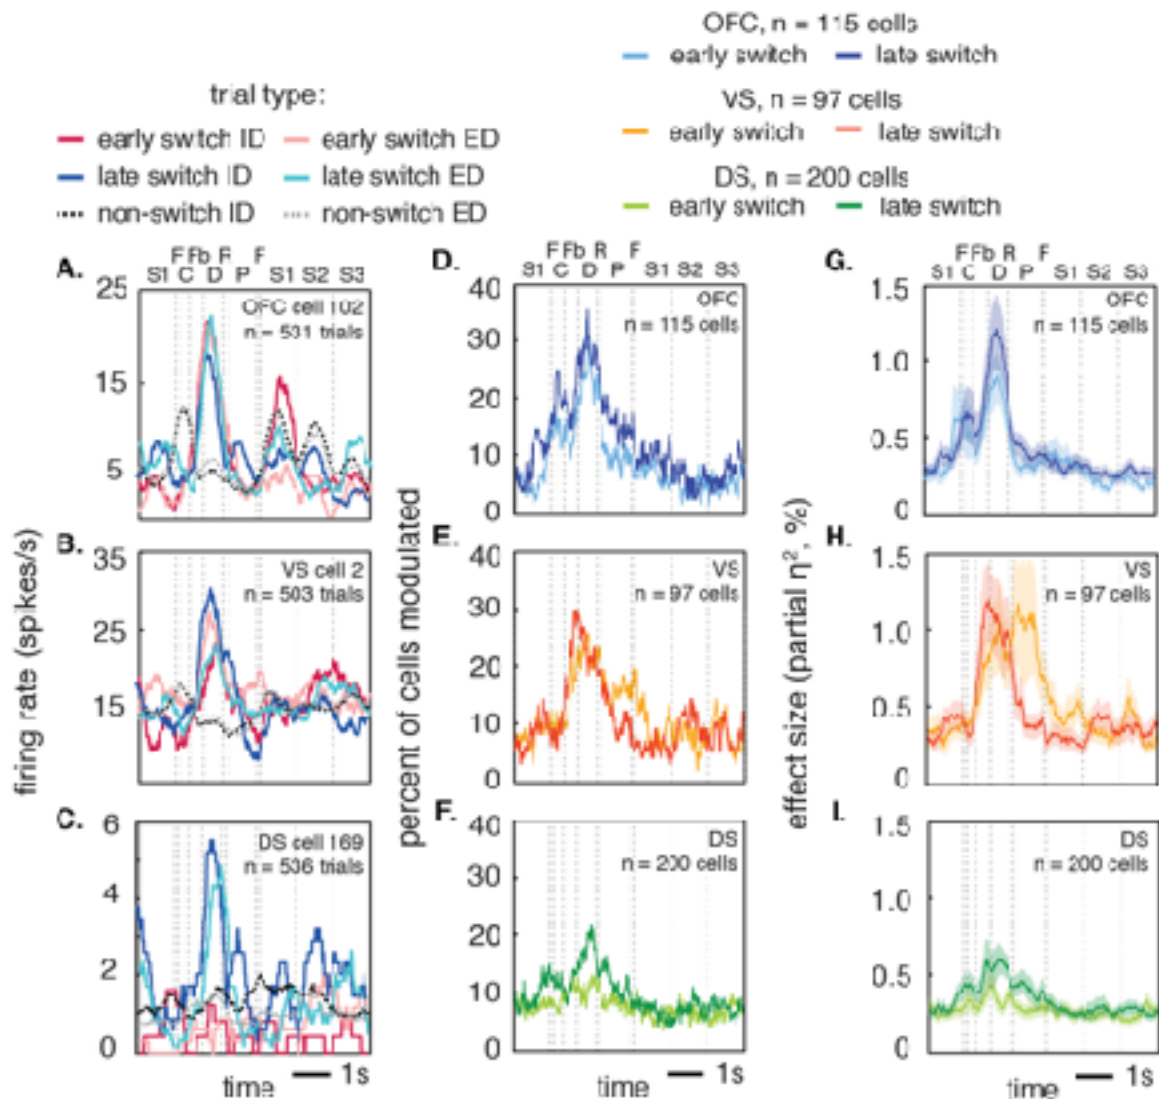 OFC, n = 115 cells
early switch late switch
VS, n = 97 cells
early switch late switch
DS, n = 200 cells
early switch late switch
trial type:
early switch ID early switch ED
late switch ID late switch ED
non-switch ID non-switch ED
A.
F Fb R F
S1 C D P S1 S2 S3
OFC cell 102
n = 531 trials
25
15
5
B.
VS cell 2
n = 503 trials
35
25
15
C.
DS cell 169
n = 536 trials
6
4
2
0
firing rate (spikes/s)
time
1s
D.
F Fb R F
S1 C D P S1 S2 S3
OFC
n = 115 cells
40
30
20
10
0
E.
VS
n = 97 cells
40
30
20
10
0
F.
DS
n = 200 cells
40
30
20
10
0
percent of cells modulated
time
1s
G.
F Fb R F
S1 C D P S1 S2 S3
OFC
n = 115 cells
1.5
1.0
0.5
0
H.
VS
n = 97 cells
1.5
1.0
0.5
0
I.
DS
n = 200 cells
1.5
1.0
0.5
0
effect size (partial η², %)
time
1s